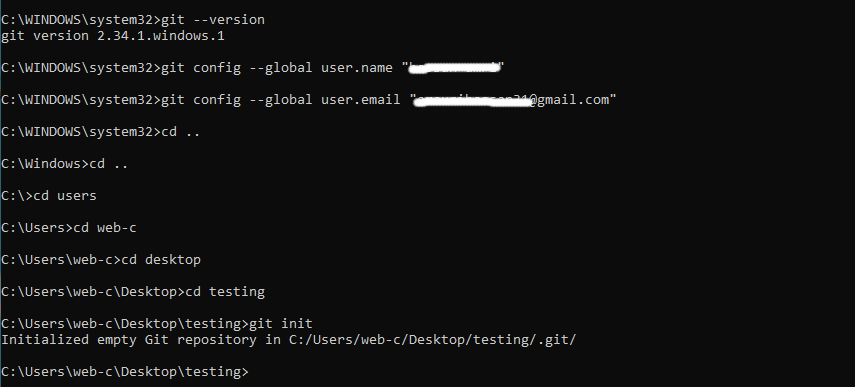 C:\WINDOWS\system32>git --version
git version 2.34.1.windows.1
C:\WINDOWS\system32>git config --global user.name "
C:\WINDOWS\system32>git config --global user.email "@gmail.com"
C:\WINDOWS\system32>cd ..
C:\Windows>cd ..
C:\>cd users
C:\Users>cd web-c
C:\Users\web-c>cd desktop
C:\Users\web-c\Desktop>cd testing
C:\Users\web-c\Desktop\testing>git init
Initialized empty Git repository in C:/Users/web-c/Desktop/testing/.git/
C:\Users\web-c\Desktop\testing>